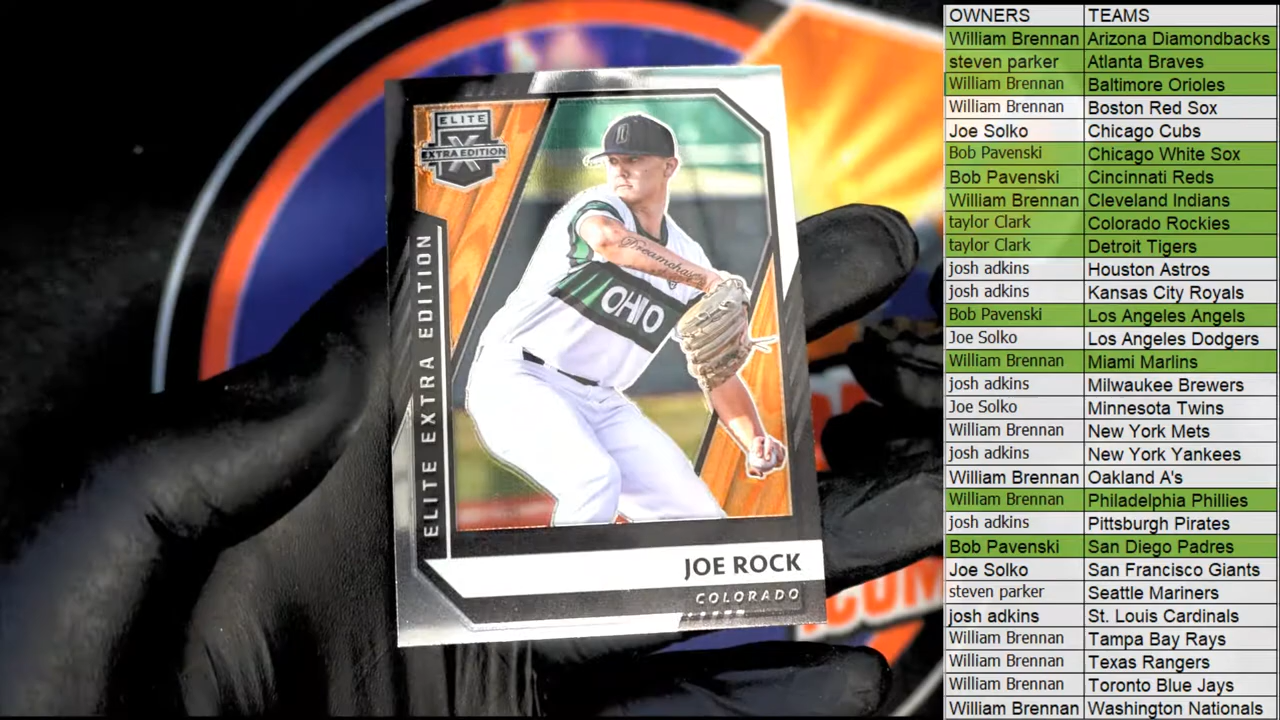 ELITE
EXTRA EDITION
ELITE EXTRA EDITION
Dreamchaser
OHIO
JOE ROCK
COLORADO
.COM
OWNERS TEAMS
William Brennan Arizona Diamondbacks
steven parker Atlanta Braves
William Brennan Baltimore Orioles
William Brennan Boston Red Sox
Joe Solko Chicago Cubs
Bob Pavenski Chicago White Sox
Bob Pavenski Cincinnati Reds
William Brennan Cleveland Indians
taylor Clark Colorado Rockies
taylor Clark Detroit Tigers
josh adkins Houston Astros
josh adkins Kansas City Royals
Bob Pavenski Los Angeles Angels
Joe Solko Los Angeles Dodgers
William Brennan Miami Marlins
josh adkins Milwaukee Brewers
Joe Solko Minnesota Twins
William Brennan New York Mets
josh adkins New York Yankees
William Brennan Oakland A's
William Brennan Philadelphia Phillies
josh adkins Pittsburgh Pirates
Bob Pavenski San Diego Padres
Joe Solko San Francisco Giants
steven parker Seattle Mariners
josh adkins St. Louis Cardinals
William Brennan Tampa Bay Rays
William Brennan Texas Rangers
William Brennan Toronto Blue Jays
William Brennan Washington Nationals